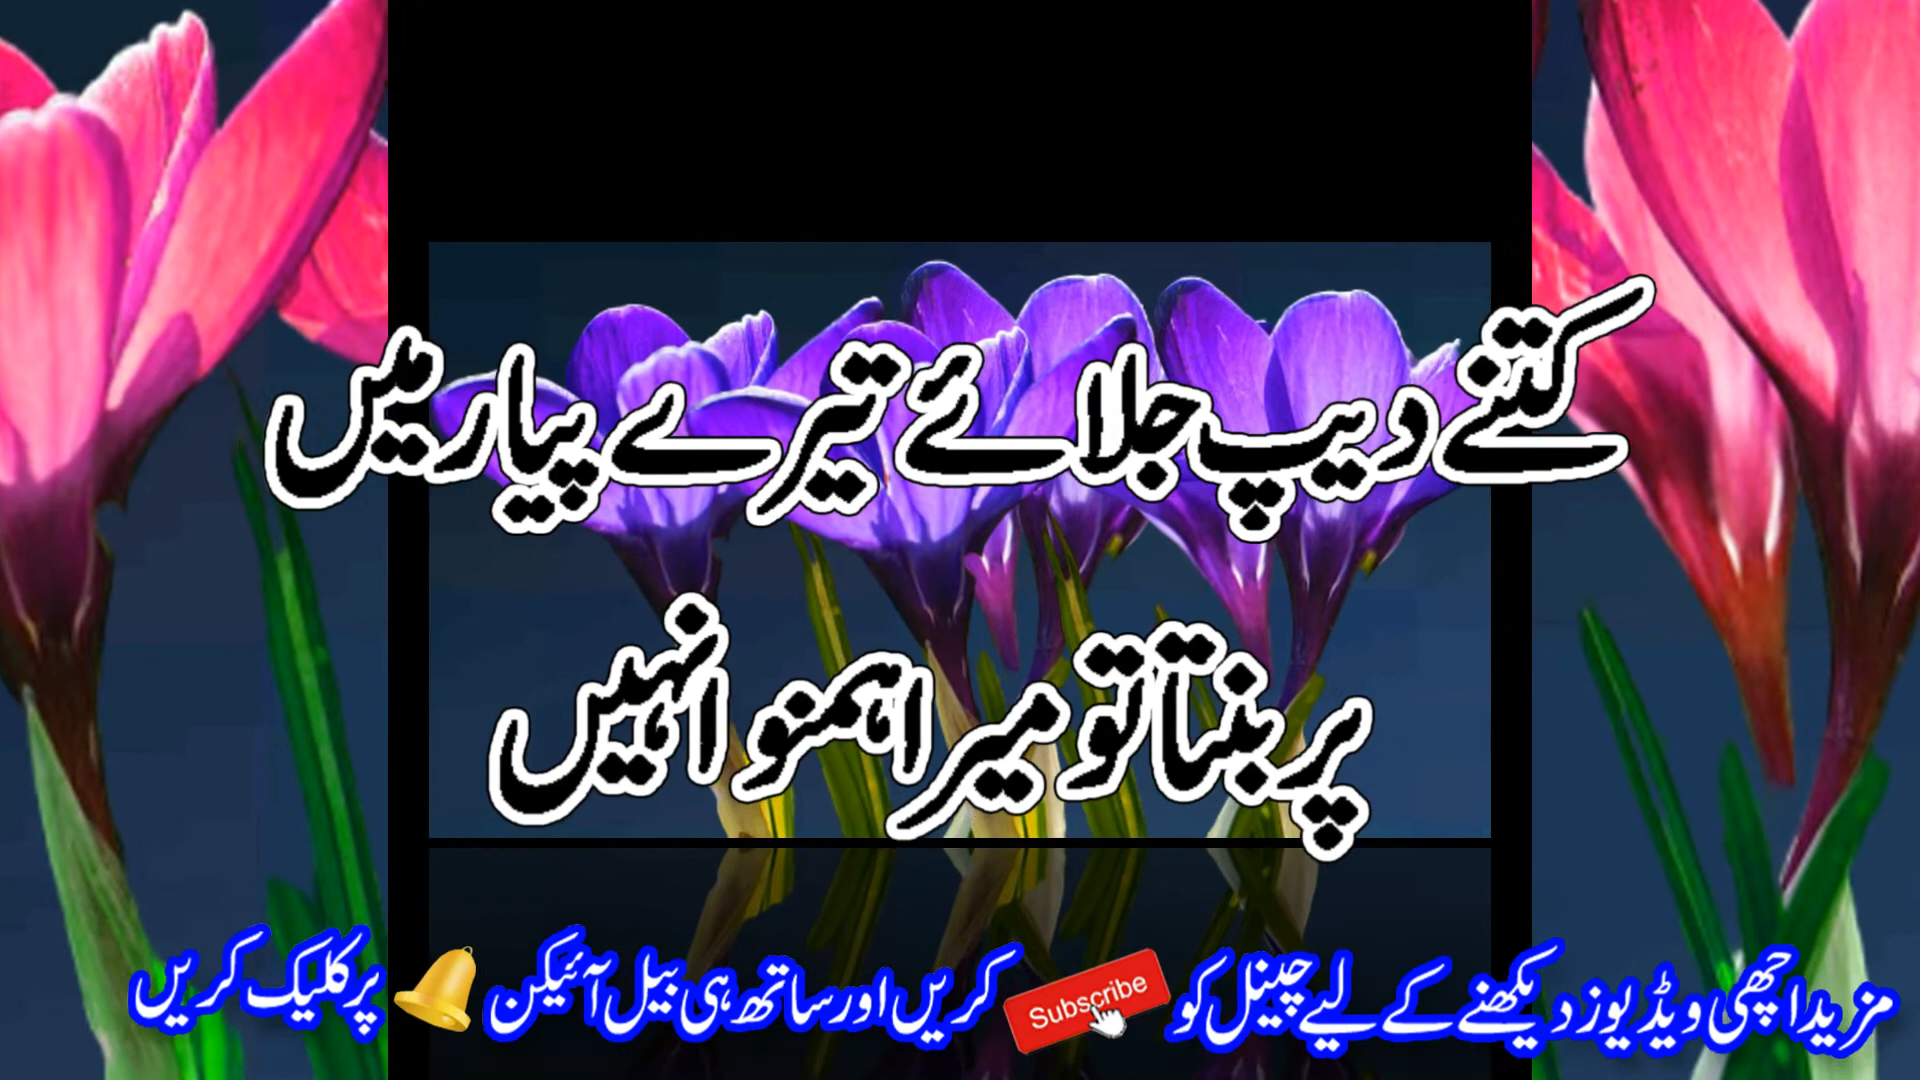 کتنے دیپ جلائے تیرے پیار میں
پر بنتا تو میرا ہمنوا نہیں
مزید اچھی ویڈیوز دیکھنے کے لیے چینل کو Subscribe کریں اور ساتھ ہی بیل آئیکن پر کلیک کریں